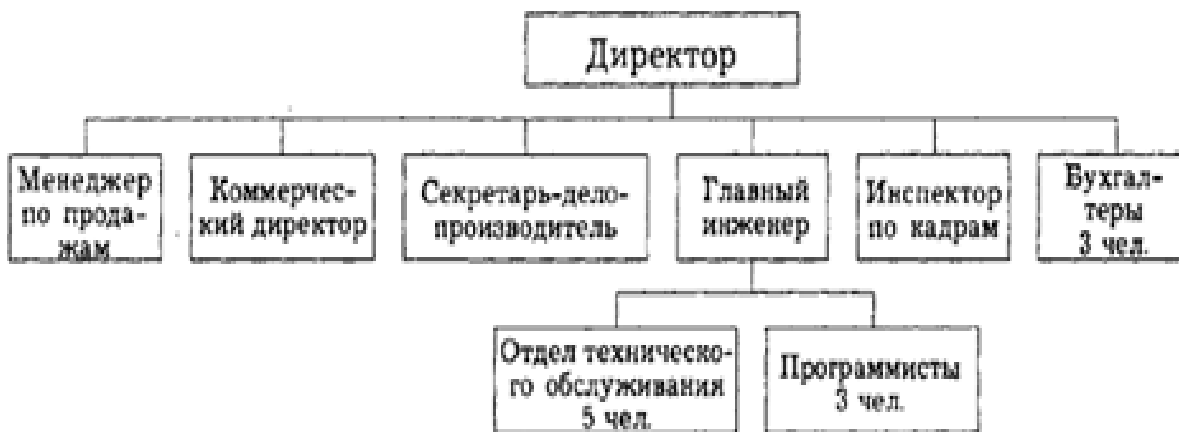 Директор
Менеджер
по прода-
жам
Коммерчес-
кий директор
Секретарь-дело-
производитель
Главный
инженер
Инспектор
по кадрам
Бухгал-
теры
3 чел.
Отдел техническо-
го обслуживания
5 чел.
Программисты
3 чел.